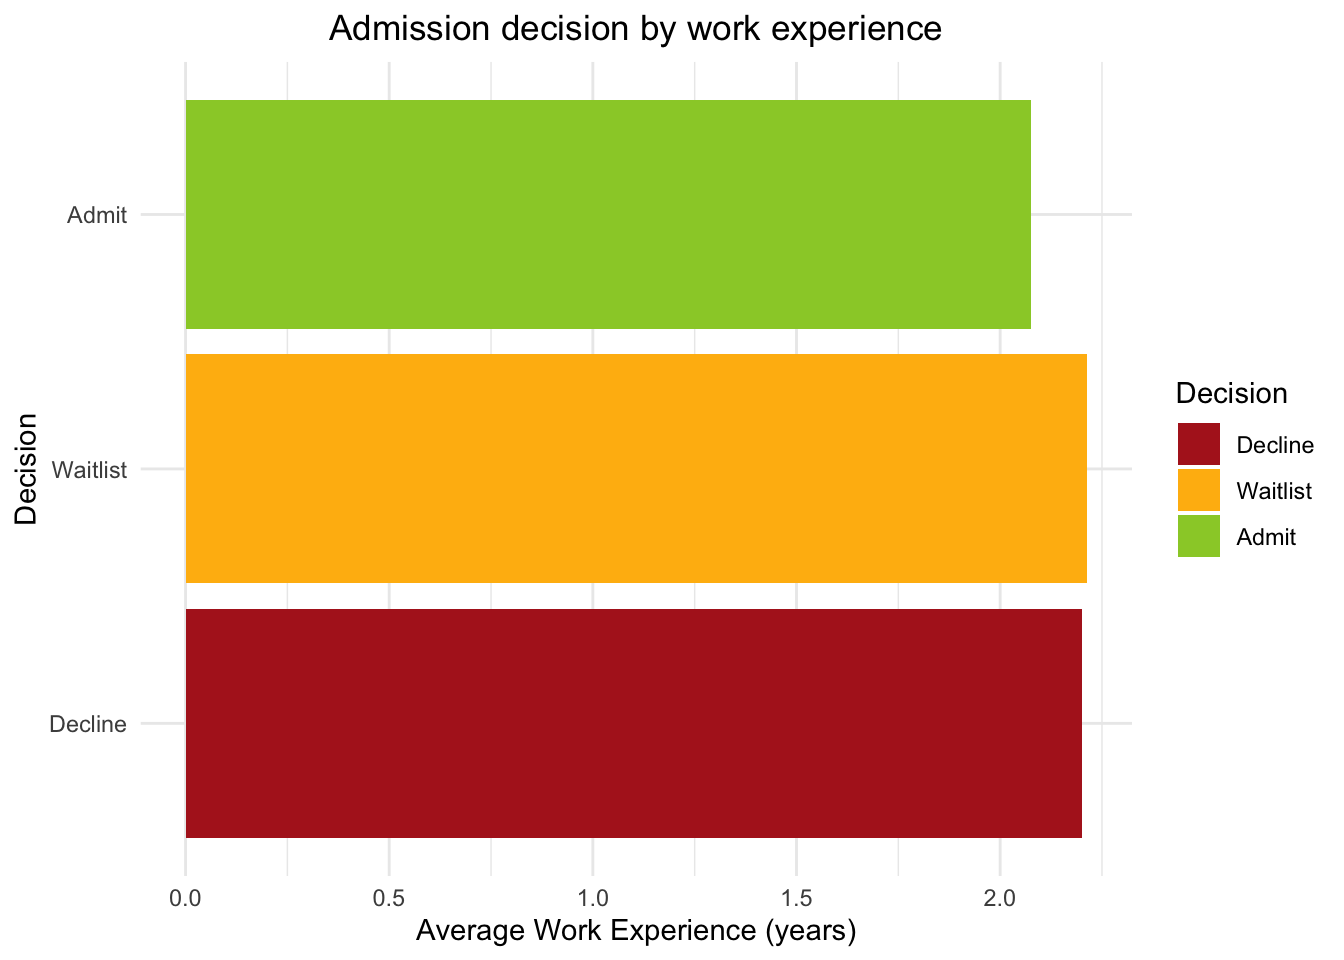 Admission decision by work experience
Decision
Admit
Waitlist
Decline
0.0 0.5 1.0 1.5 2.0
Average Work Experience (years)
Decision
Decline
Waitlist
Admit